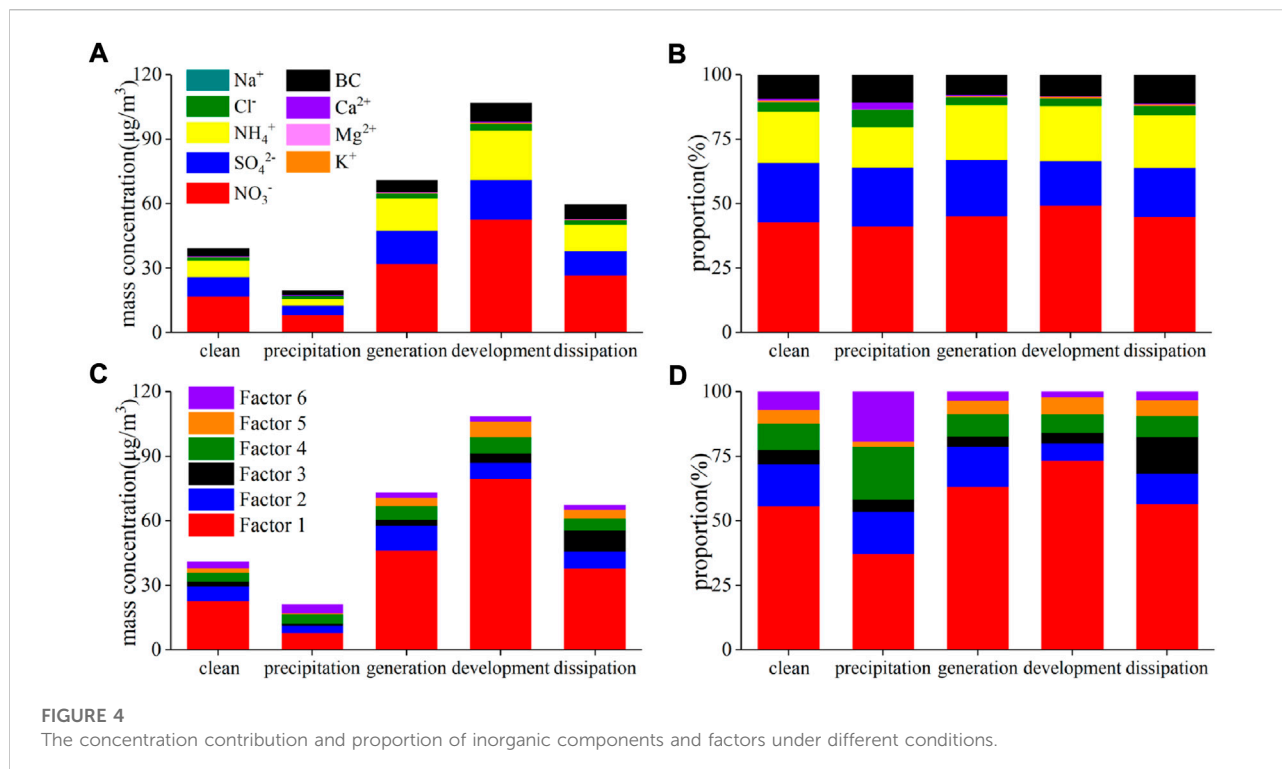 A
mass concentration(μg/m³)
120
90
60
30
0
Na⁺
Cl⁻
NH₄⁺
SO₄²⁻
NO₃⁻
BC
Ca²⁺
Mg²⁺
K⁺
clean precipitation generation development dissipation
B
proportion(%)
100
75
50
25
0
clean precipitation generation development dissipation
C
mass concentration(μg/m³)
120
90
60
30
0
Factor 6
Factor 5
Factor 4
Factor 3
Factor 2
Factor 1
clean precipitation generation development dissipation
D
proportion(%)
100
75
50
25
0
clean precipitation generation development dissipation
FIGURE 4
The concentration contribution and proportion of inorganic components and factors under different conditions.